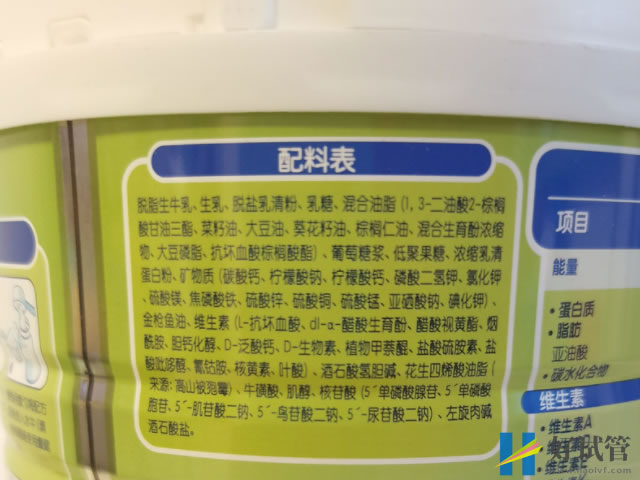 配料表
脱脂生牛乳、生乳、脱盐乳清粉、乳糖、混合油脂(1,3-二油酸2-棕榈
酸甘油三酯、菜籽油、大豆油、葵花籽油、棕榈仁油、混合生育酚浓缩
物、大豆磷脂、抗坏血酸棕榈酸酯)、葡萄糖浆、低聚果糖、浓缩乳清
蛋白粉、矿物质(碳酸钙、柠檬酸钠、柠檬酸钙、磷酸二氢钾、氯化钾
、硫酸镁、焦磷酸铁、硫酸锌、硫酸铜、硫酸锰、亚硒酸钠、碘化钾)、
金枪鱼油、维生素(L-抗坏血酸、dl-α-醋酸生育酚、醋酸视黄酯、烟
酰胺、胆钙化醇、D-泛酸钙、D-生物素、植物甲萘醌、盐酸硫胺素、盐
酸吡哆醇、氰钴胺、核黄素、叶酸)、酒石酸氢胆碱、花生四烯酸油脂(
来源:高山被孢霉)、牛磺酸、肌醇、核苷酸(5´单磷酸腺苷、5´单磷酸
胞苷、5´-肌苷酸二钠、5´-鸟苷酸二钠、5´-尿苷酸二钠)、左旋肉碱
酒石酸盐。
项目
能量
• 蛋白质
• 脂肪
亚油酸
• 碳水化合物
维生素
• 维生素A
• 维生素E
好试管